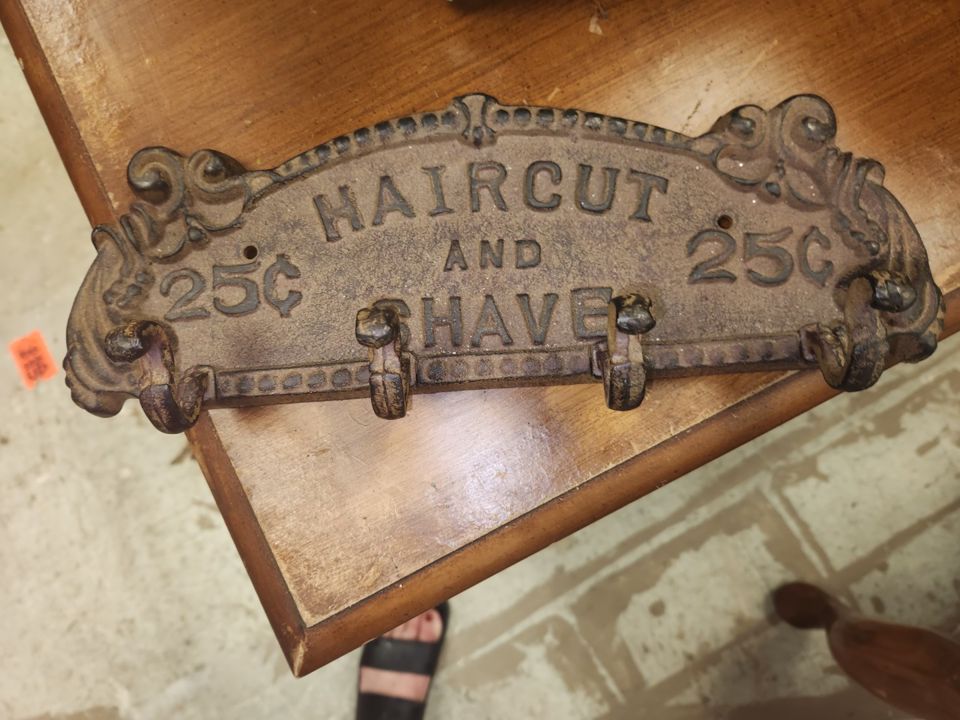 HAIRCUT
AND
25¢ 25¢
SHAVE